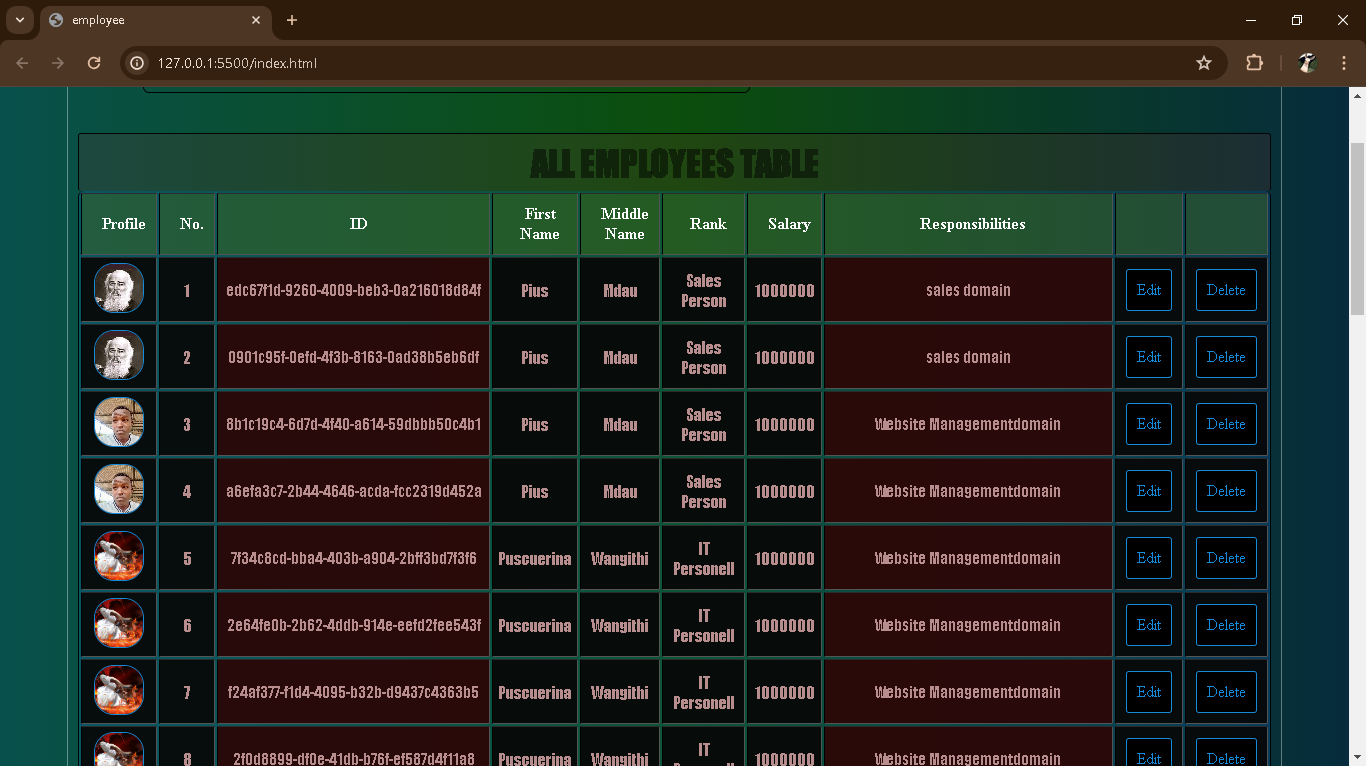 employee
127.0.0.1:5500/index.html
ALL EMPLOYEES TABLE
Profile No. ID First Name Middle Name Rank Salary Responsibilities
1 edc67f1d-9260-4009-beb3-0a216018d84f Pius Mdau Sales Person 1000000 sales domain Edit Delete
2 0901c95f-0efd-4f3b-8163-0ad38b5eb6df Pius Mdau Sales Person 1000000 sales domain Edit Delete
3 8b1c19c4-6d7d-4f40-a614-59dbbb50c4b1 Pius Mdau Sales Person 1000000 Website Managementdomain Edit Delete
4 a6efa3c7-2b44-4646-acda-fcc2319d452a Pius Mdau Sales Person 1000000 Website Managementdomain Edit Delete
5 7f34c8cd-bba4-403b-a904-2bff3bd7f3f6 Puscuerina Wangithi IT Personell 1000000 Website Managementdomain Edit Delete
6 2e64fe0b-2b62-4ddb-914e-eefd2fee543f Puscuerina Wangithi IT Personell 1000000 Website Managementdomain Edit Delete
7 f24af377-f1d4-4095-b32b-d9437c4363b5 Puscuerina Wangithi IT Personell 1000000 Website Managementdomain Edit Delete
8 2f0d8899-df0e-41db-b76f-ef587d4f11a8 Puscuerina Wangithi IT 1000000 Website Managementdomain Edit Delete